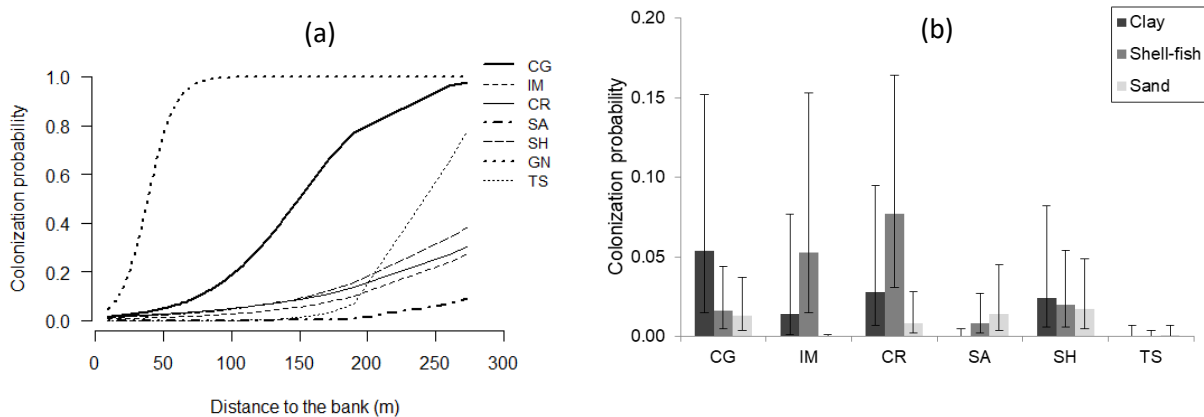 (a)
CG
IM
CR
SA
SH
GN
TS
Colonization probability
1.0
0.8
0.6
0.4
0.2
0.0
0 50 100 150 200 250 300
Distance to the bank (m)
(b)
Clay
Shell-fish
Sand
Colonization probability
0.20
0.15
0.10
0.05
0.00
CG IM CR SA SH TS